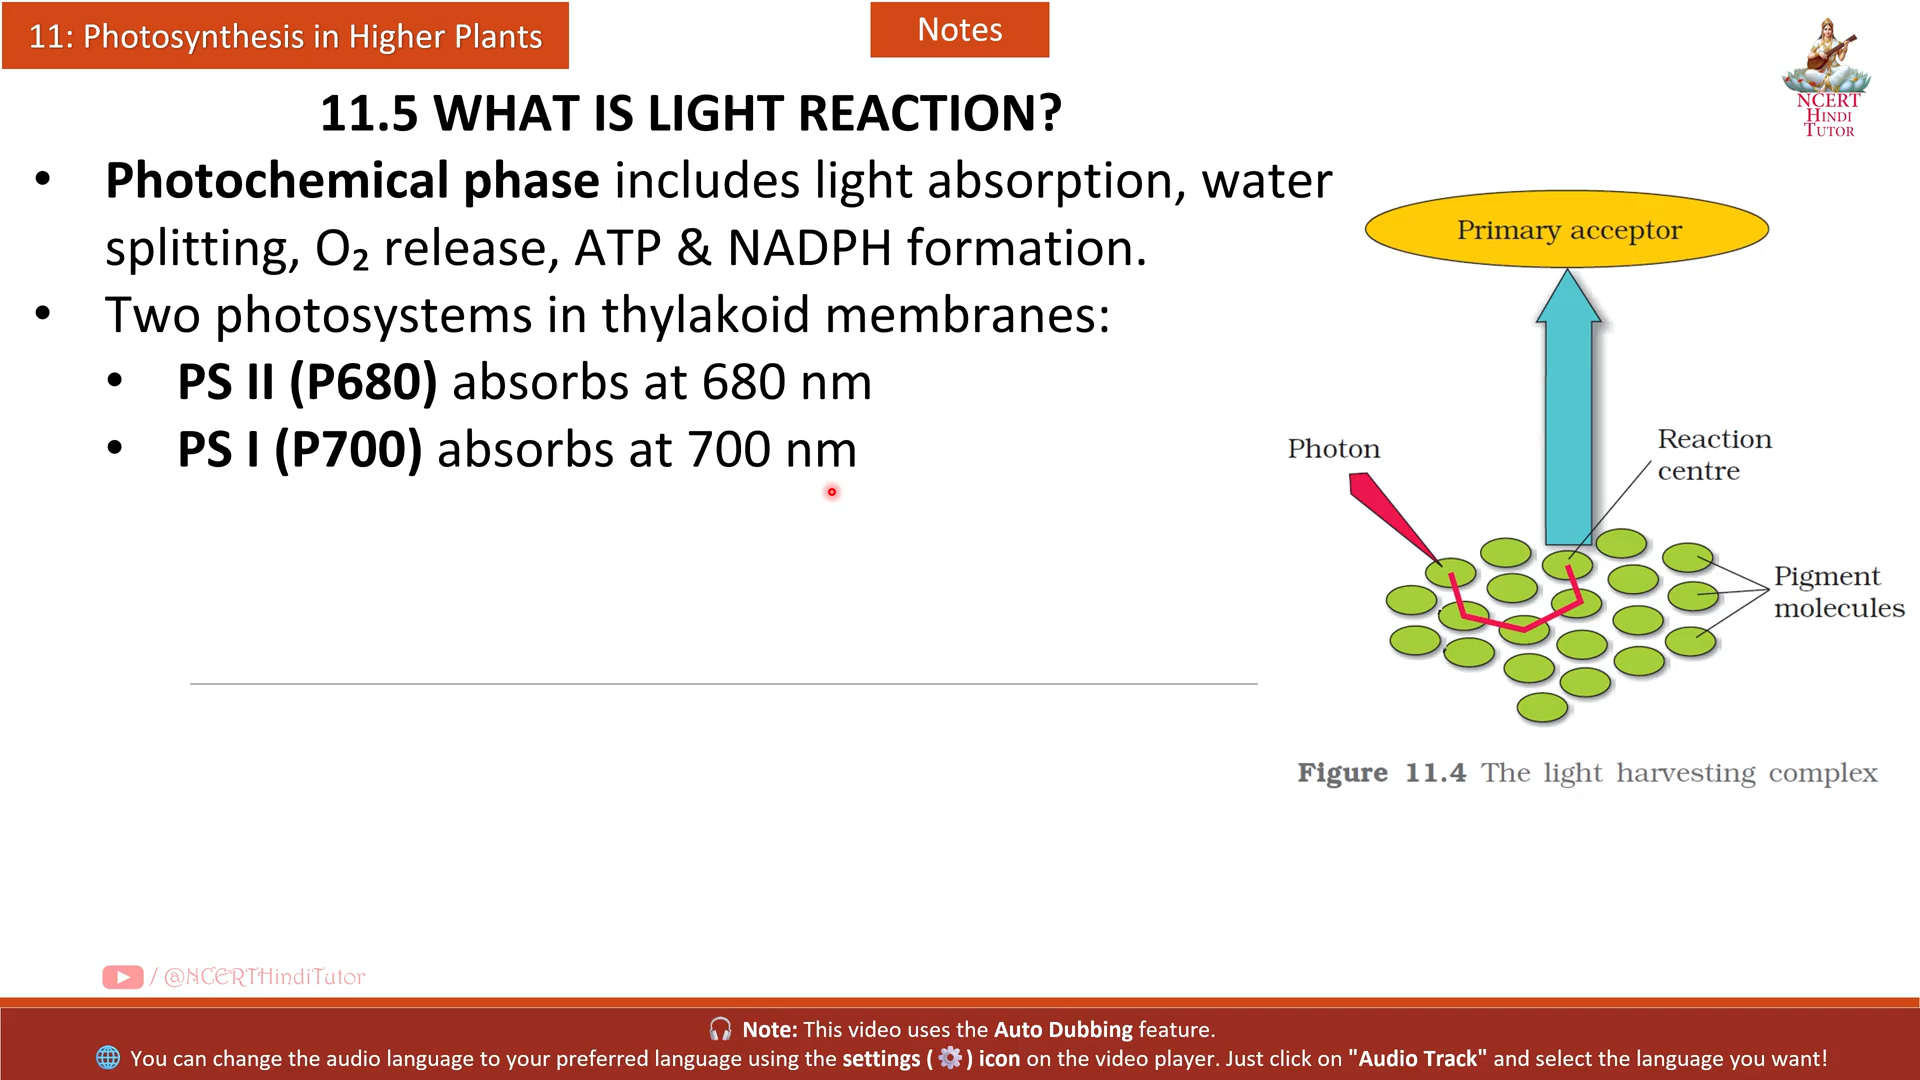 11: Photosynthesis in Higher Plants
Notes
NCERT
HINDI
TUTOR
11.5 WHAT IS LIGHT REACTION?
• Photochemical phase includes light absorption, water
splitting, O₂ release, ATP & NADPH formation.
• Two photosystems in thylakoid membranes:
• PS II (P680) absorbs at 680 nm
• PS I (P700) absorbs at 700 nm
Primary acceptor
Photon
Reaction
centre
Pigment
molecules
Figure 11.4 The light harvesting complex
/ @NCERTHindiTutor
Note: This video uses the Auto Dubbing feature.
You can change the audio language to your preferred language using the settings ( ⚙ ) icon on the video player. Just click on "Audio Track" and select the language you want!